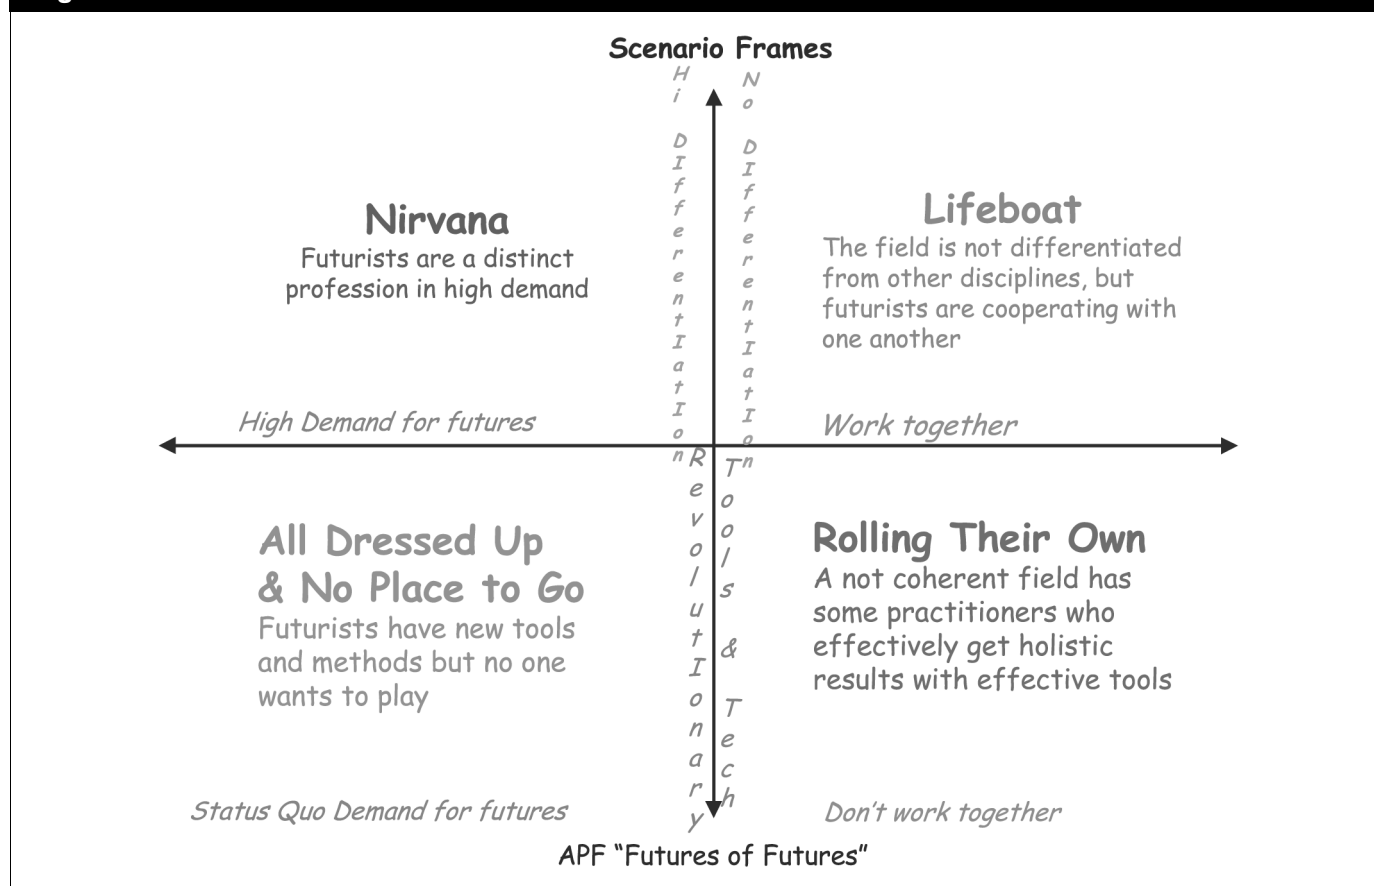 Scenario Frames
Hi DIfferentIatIon
No DIfferentIatIon
Nirvana
Futurists are a distinct
profession in high demand
Lifeboat
The field is not differentiated
from other disciplines, but
futurists are cooperating with
one another
High Demand for futures
Work together
RevolutIonary
Tools & Tech
All Dressed Up
& No Place to Go
Futurists have new tools
and methods but no one
wants to play
Rolling Their Own
A not coherent field has
some practitioners who
effectively get holistic
results with effective tools
Status Quo Demand for futures
Don't work together
APF “Futures of Futures”